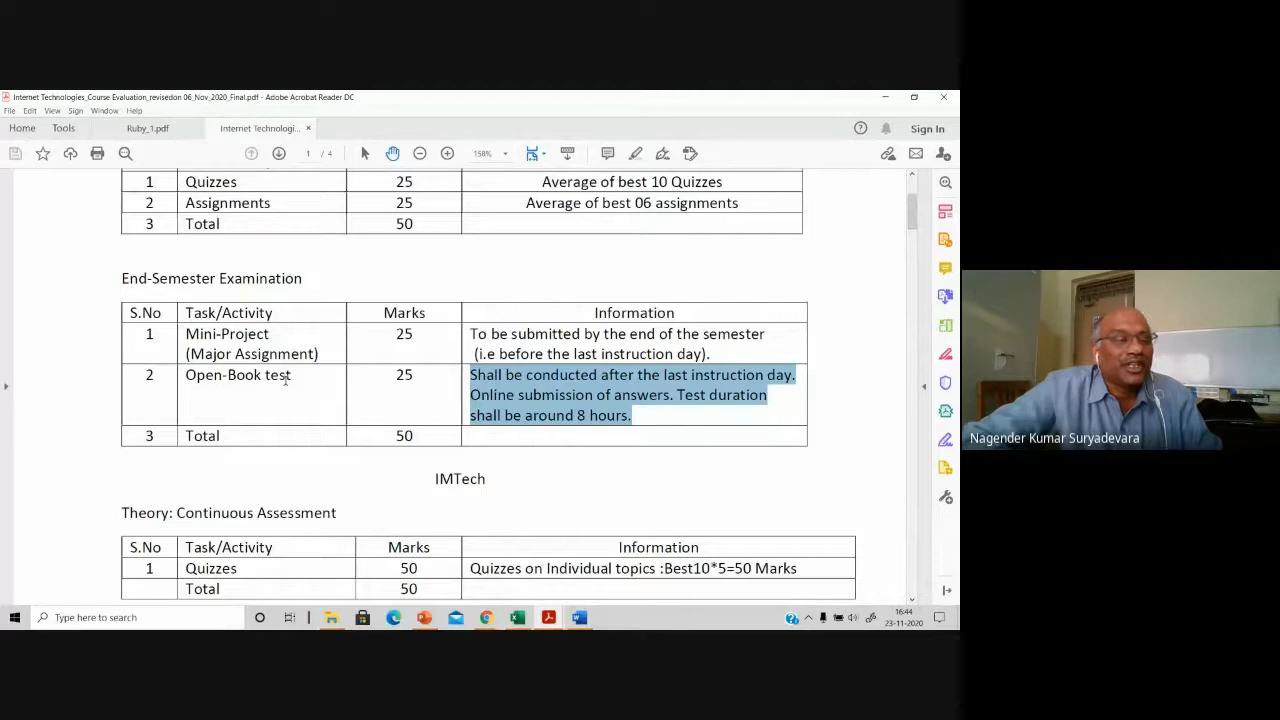 Internet Technologies_Course Evaluation_revisedon 06_Nov_2020_Final.pdf - Adobe Acrobat Reader DC
File Edit View Sign Window Help
Home Tools Ruby_1.pdf Internet Technologi... × Sign In
1 / 4 158%
1 Quizzes 25 Average of best 10 Quizzes
2 Assignments 25 Average of best 06 assignments
3 Total 50
End-Semester Examination
S.No Task/Activity Marks Information
1 Mini-Project 25 To be submitted by the end of the semester
(Major Assignment) (i.e before the last instruction day).
2 Open-Book test 25 Shall be conducted after the last instruction day.
Online submission of answers. Test duration
shall be around 8 hours.
3 Total 50
Nagender Kumar Suryadevara
IMTech
Theory: Continuous Assessment
S.No Task/Activity Marks Information
1 Quizzes 50 Quizzes on Individual topics :Best10*5=50 Marks
Total 50
Type here to search
16:44
23-11-2020